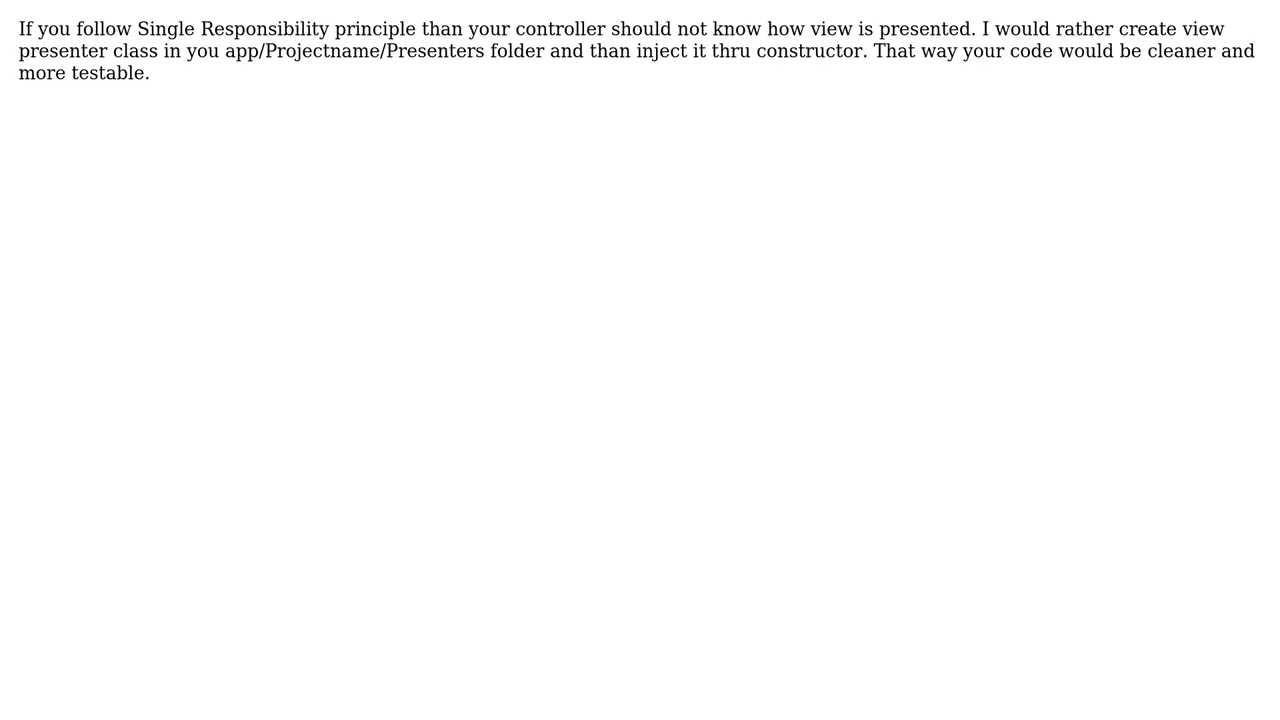 If you follow Single Responsibility principle than your controller should not know how view is presented. I would rather create view
presenter class in you app/Projectname/Presenters folder and than inject it thru constructor. That way your code would be cleaner and
more testable.